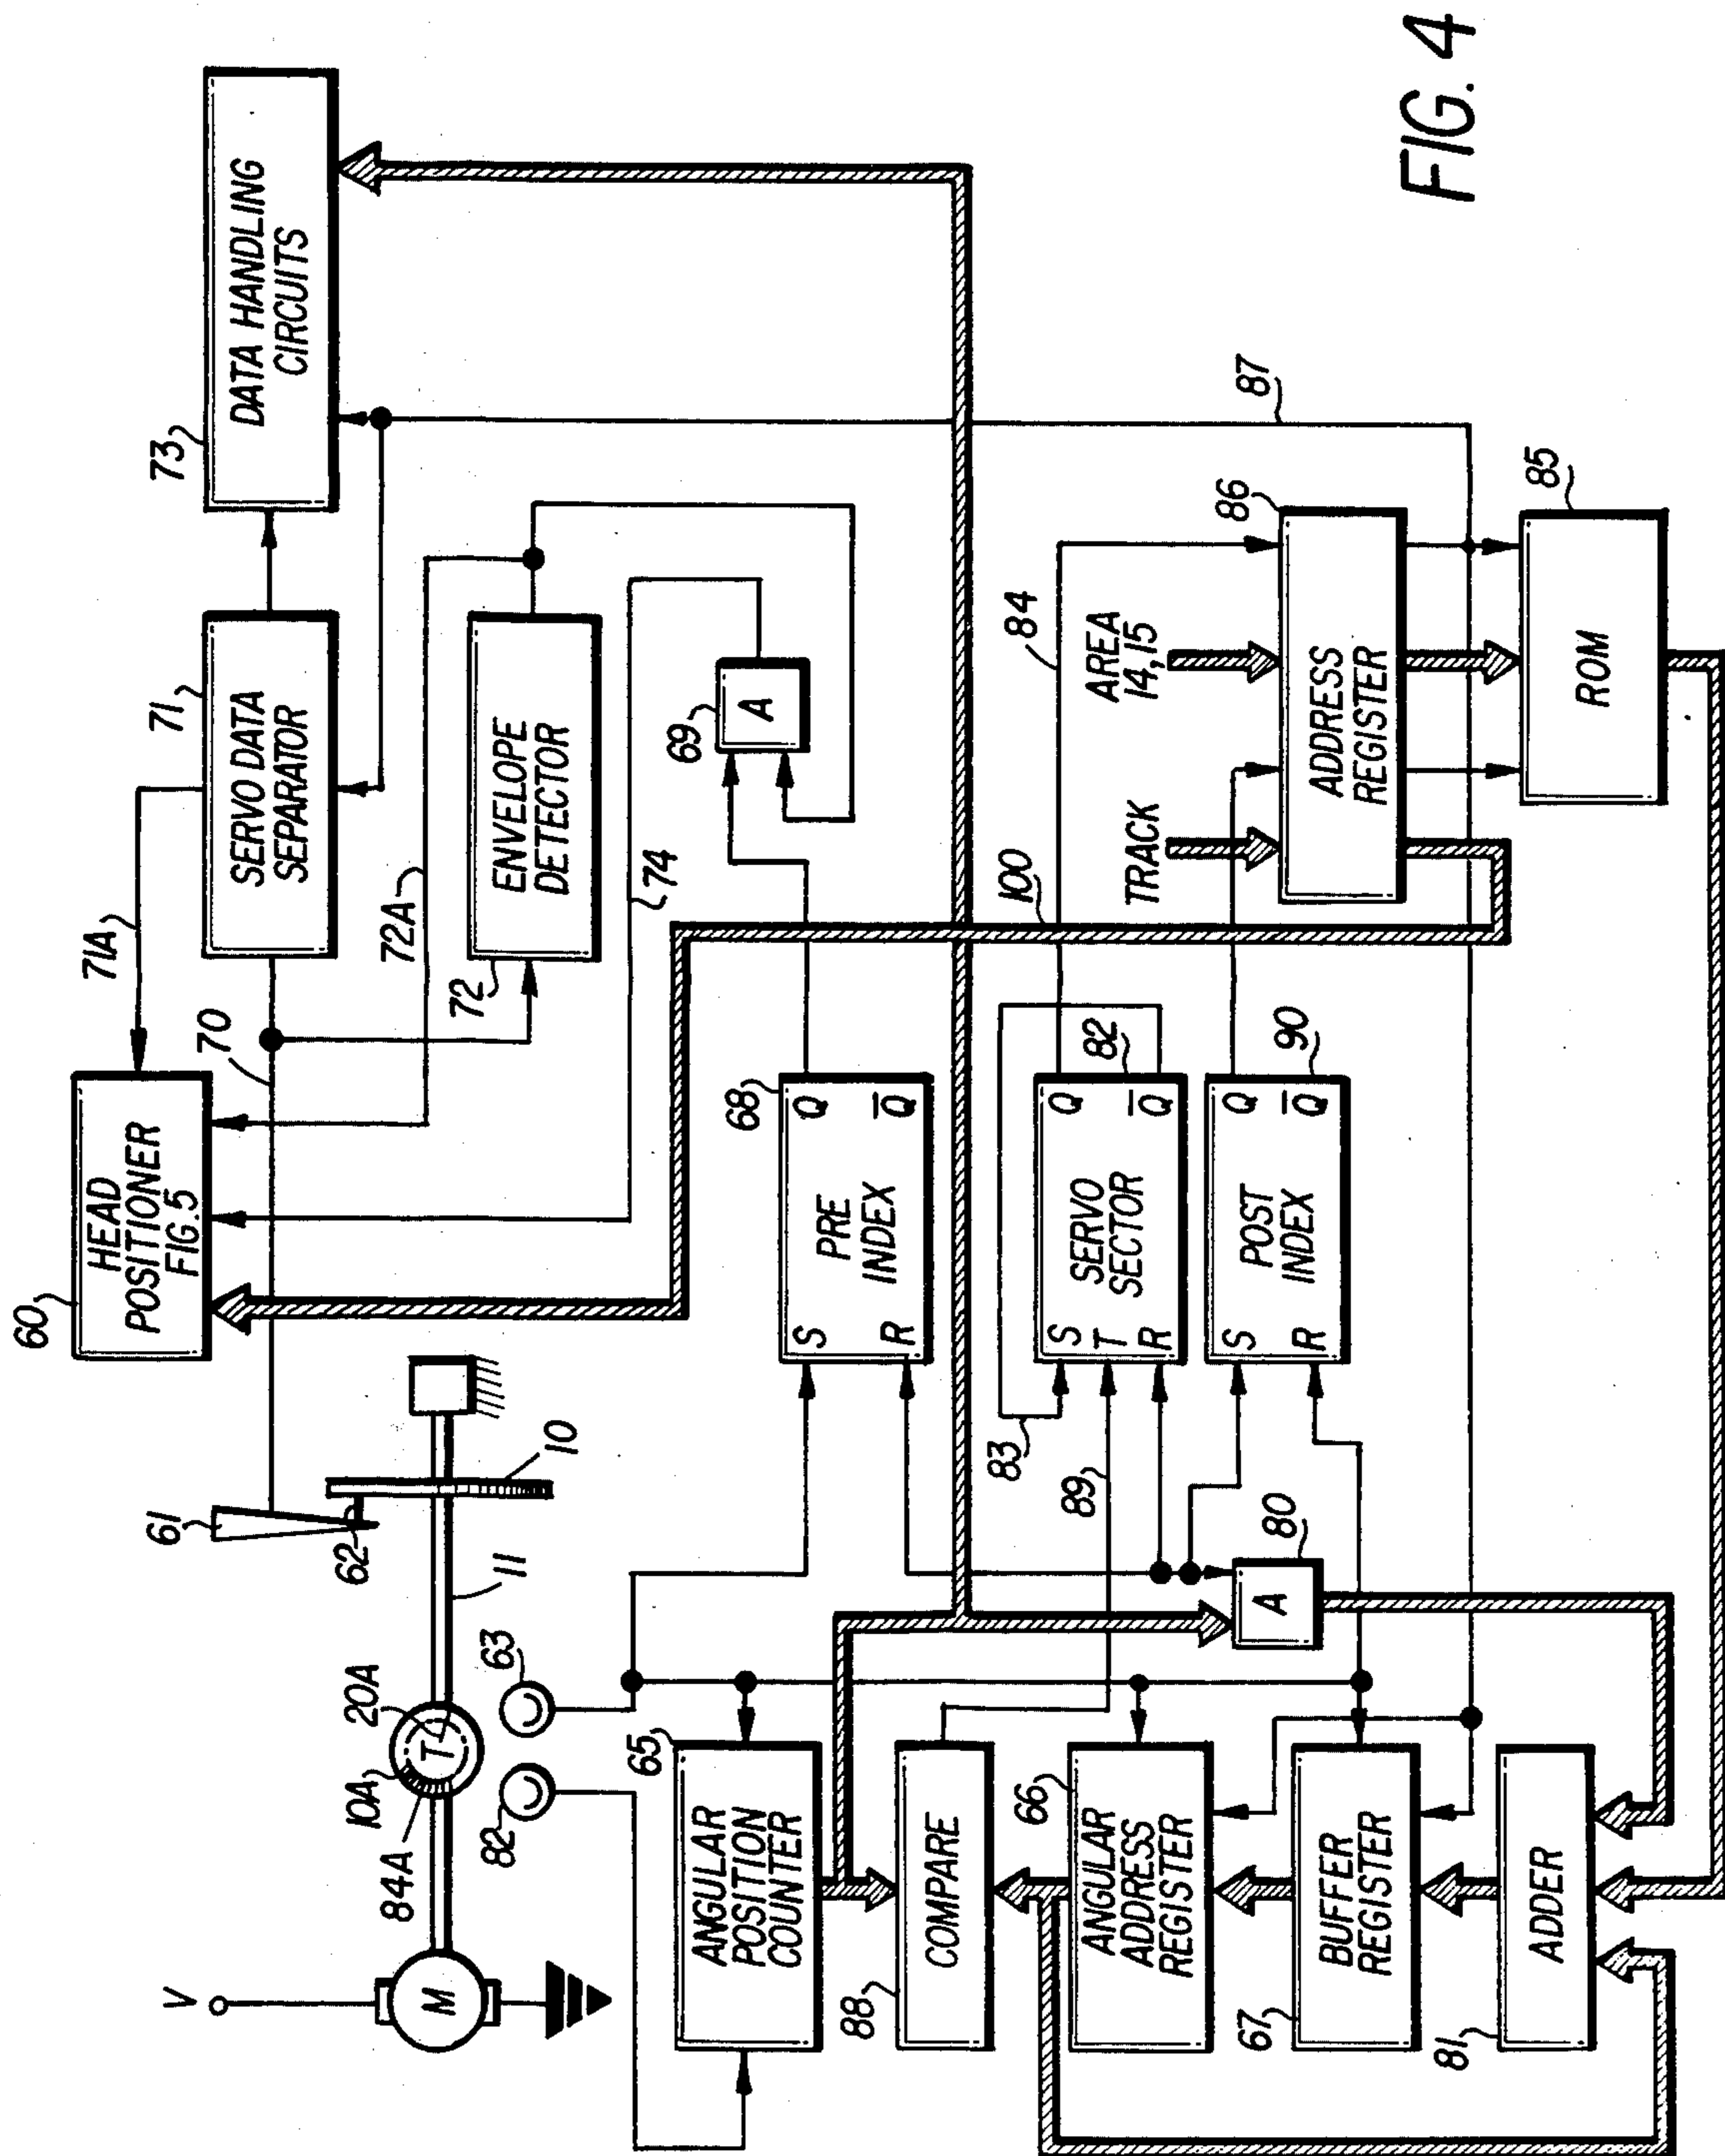 60
HEAD
POSITIONER
FIG. 5
71A
70
71
SERVO DATA
SEPARATOR
73
DATA HANDLING
CIRCUITS
72A
72
ENVELOPE
DETECTOR
74
69
A
61
62
10
11
V
M
84A
10A
20A
T
82
63
65
ANGULAR
POSITION
COUNTER
68
S
Q
PRE
INDEX
R
Q̅
88
COMPARE
89
83
S
Q
T
SERVO
SECTOR
R
Q̅
82
84
100
TRACK
AREA
14, 15
86
ADDRESS
REGISTER
87
66
ANGULAR
ADDRESS
REGISTER
80
A
S
Q
POST
INDEX
R
Q̅
90
67
BUFFER
REGISTER
81
ADDER
85
ROM
FIG. 4